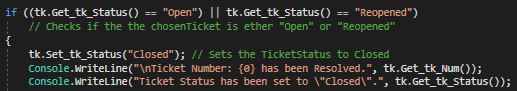 if ((tk.Get_tk_Status() == "Open") || tk.Get_tk_Status() == "Reopened")
// Checks if the the chosenTicket is ether "Open" or "Reopened"
{
tk.Set_tk_Status("Closed"); // Sets the TicketStatus to Closed
Console.WriteLine("\nTicket Number: {0} has been Resolved.", tk.Get_tk_Num());
Console.WriteLine("Ticket Status has been set to \"Closed\".", tk.Get_tk_Status());